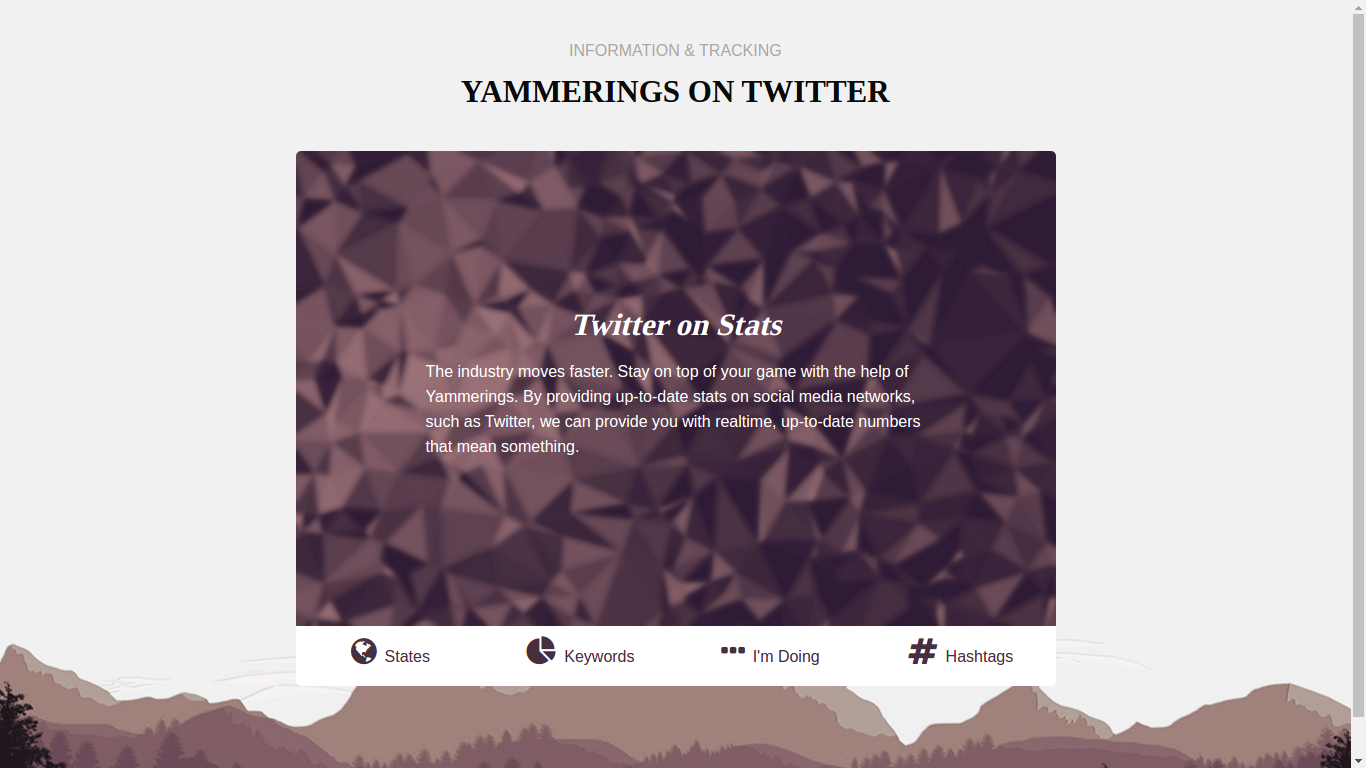 INFORMATION & TRACKING
YAMMERINGS ON TWITTER
Twitter on Stats
The industry moves faster. Stay on top of your game with the help of
Yammerings. By providing up-to-date stats on social media networks,
such as Twitter, we can provide you with realtime, up-to-date numbers
that mean something.
States
Keywords
I'm Doing
Hashtags